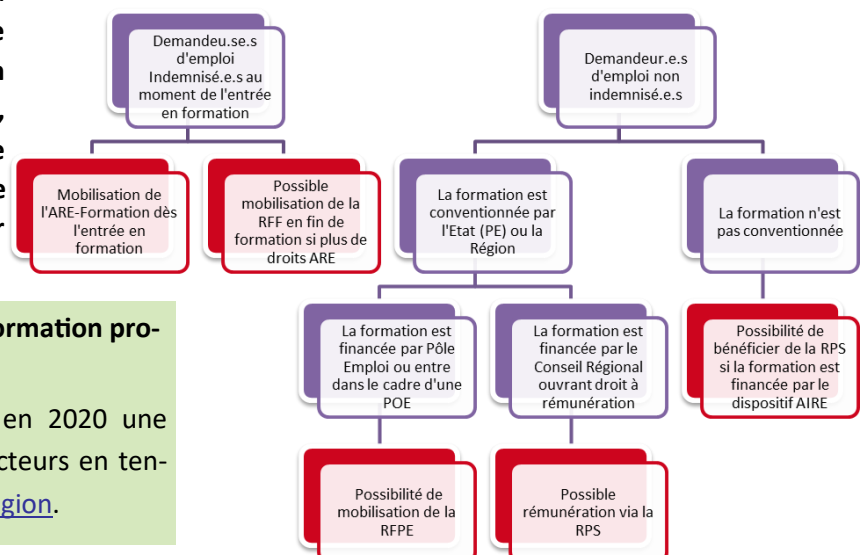 e
n
,
e
e
r
Demandeu.se.s
d'emploi
Indemnisé.e.s au
moment de l'entrée
en formation
Mobilisation de
l'ARE-Formation dès
l'entrée en
formation
Possible
mobilisation de la
RFF en fin de
formation si plus de
droits ARE
Demandeur.e.s
d'emploi non
indemnisé.e.s
La formation est
conventionnée par
l'Etat (PE) ou la
Région
La formation n'est
pas conventionnée
La formation est
financée par Pôle
Emploi ou entre
dans le cadre d'une
POE
La formation est
financée par le
Conseil Régional
ouvrant droit à
rémunération
Possibilité de
bénéficier de la RPS
si la formation est
financée par le
dispositif AIRE
Possibilité de
mobilisation de la
RFPE
Possible
rémunération via la
RPS
ormation pro-
en 2020 une
cteurs en ten-
gion.